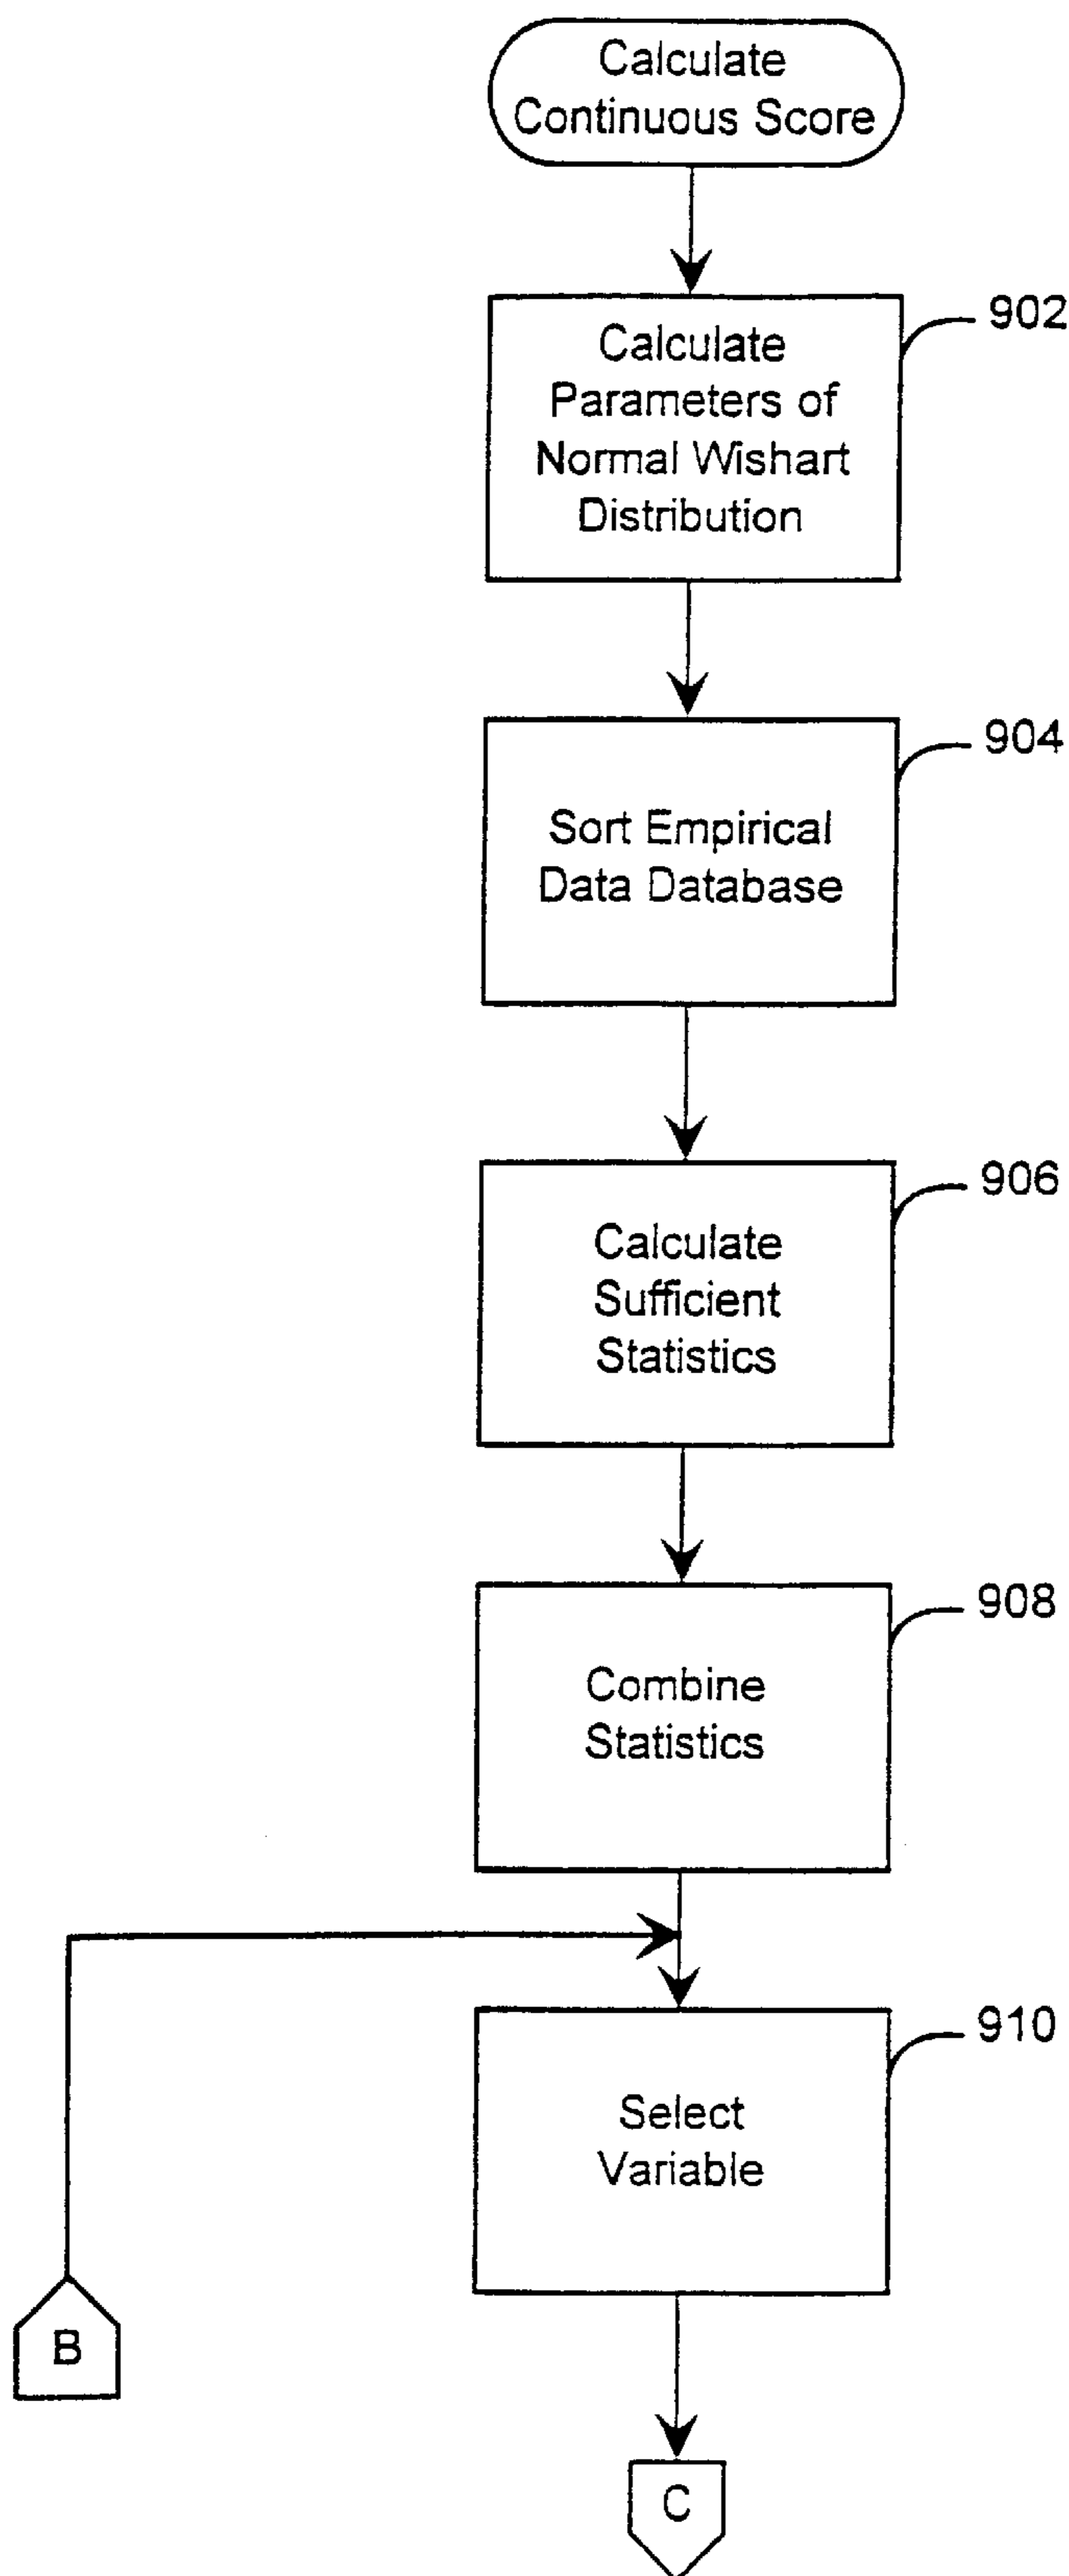 Calculate
Continuous Score
902
Calculate
Parameters of
Normal Wishart
Distribution
904
Sort Empirical
Data Database
906
Calculate
Sufficient
Statistics
908
Combine
Statistics
910
Select
Variable
B
C